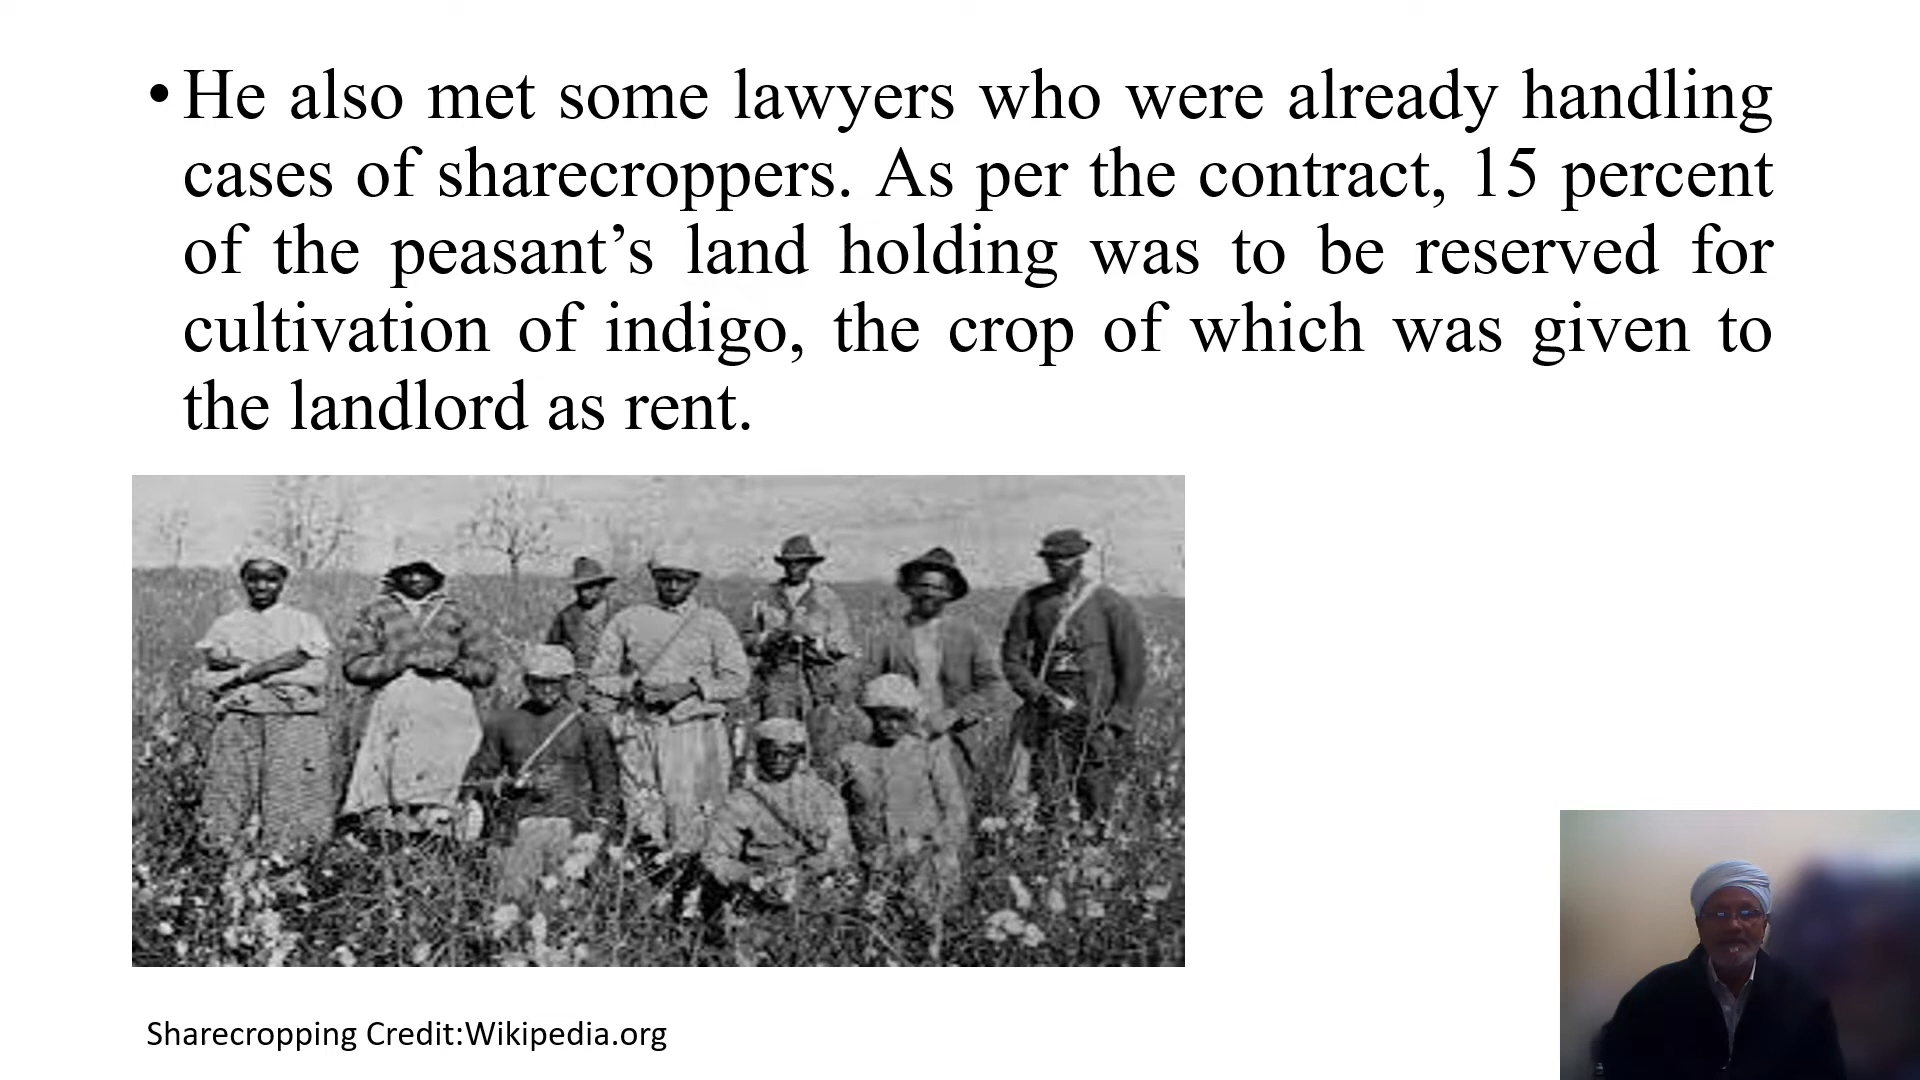 • He also met some lawyers who were already handling
cases of sharecroppers. As per the contract, 15 percent
of the peasant’s land holding was to be reserved for
cultivation of indigo, the crop of which was given to
the landlord as rent.
Sharecropping Credit:Wikipedia.org